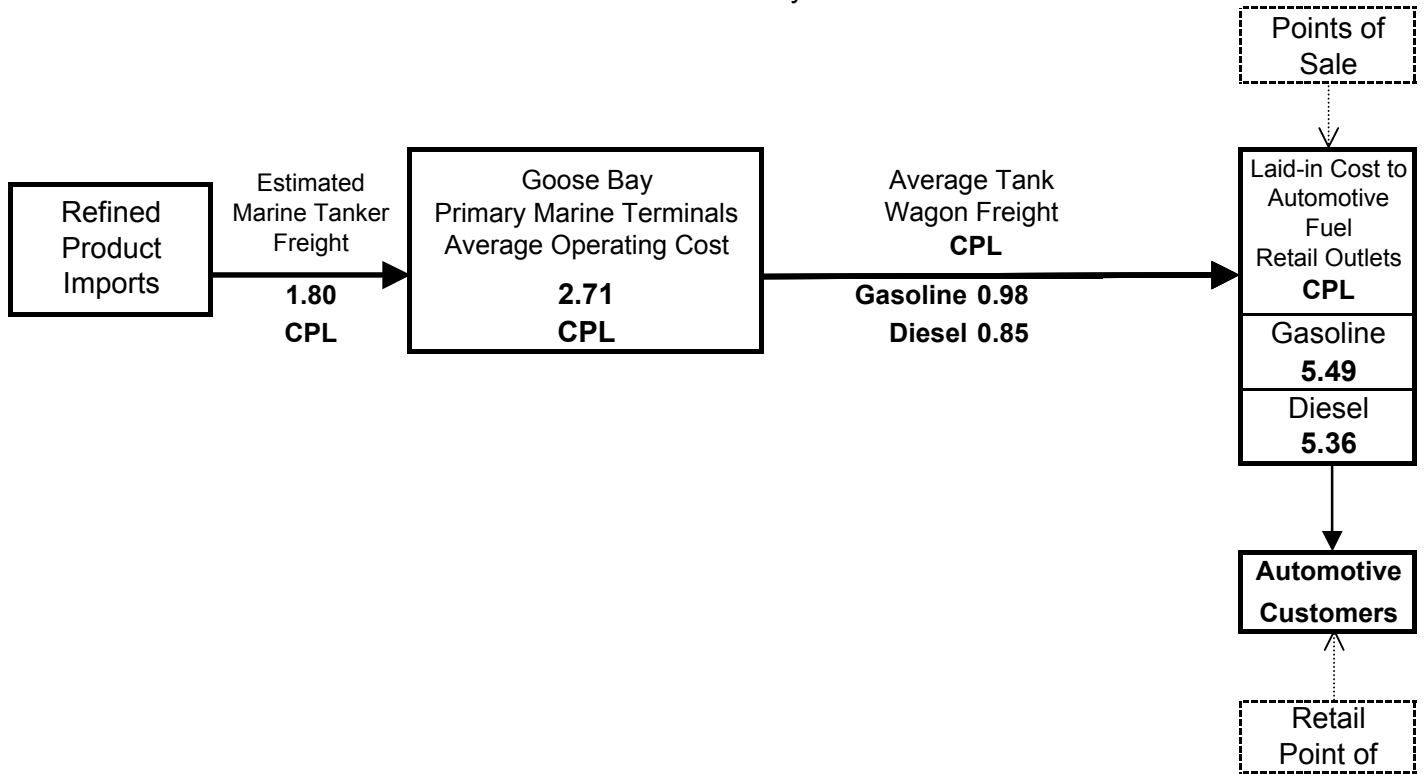 Points of
Sale
Refined
Product
Imports
Estimated
Marine Tanker
Freight
1.80
CPL
Goose Bay
Primary Marine Terminals
Average Operating Cost
2.71
CPL
Average Tank
Wagon Freight
CPL
Gasoline 0.98
Diesel 0.85
Laid-in Cost to
Automotive
Fuel
Retail Outlets
CPL
Gasoline
5.49
Diesel
5.36
Automotive
Customers
Retail
Point of